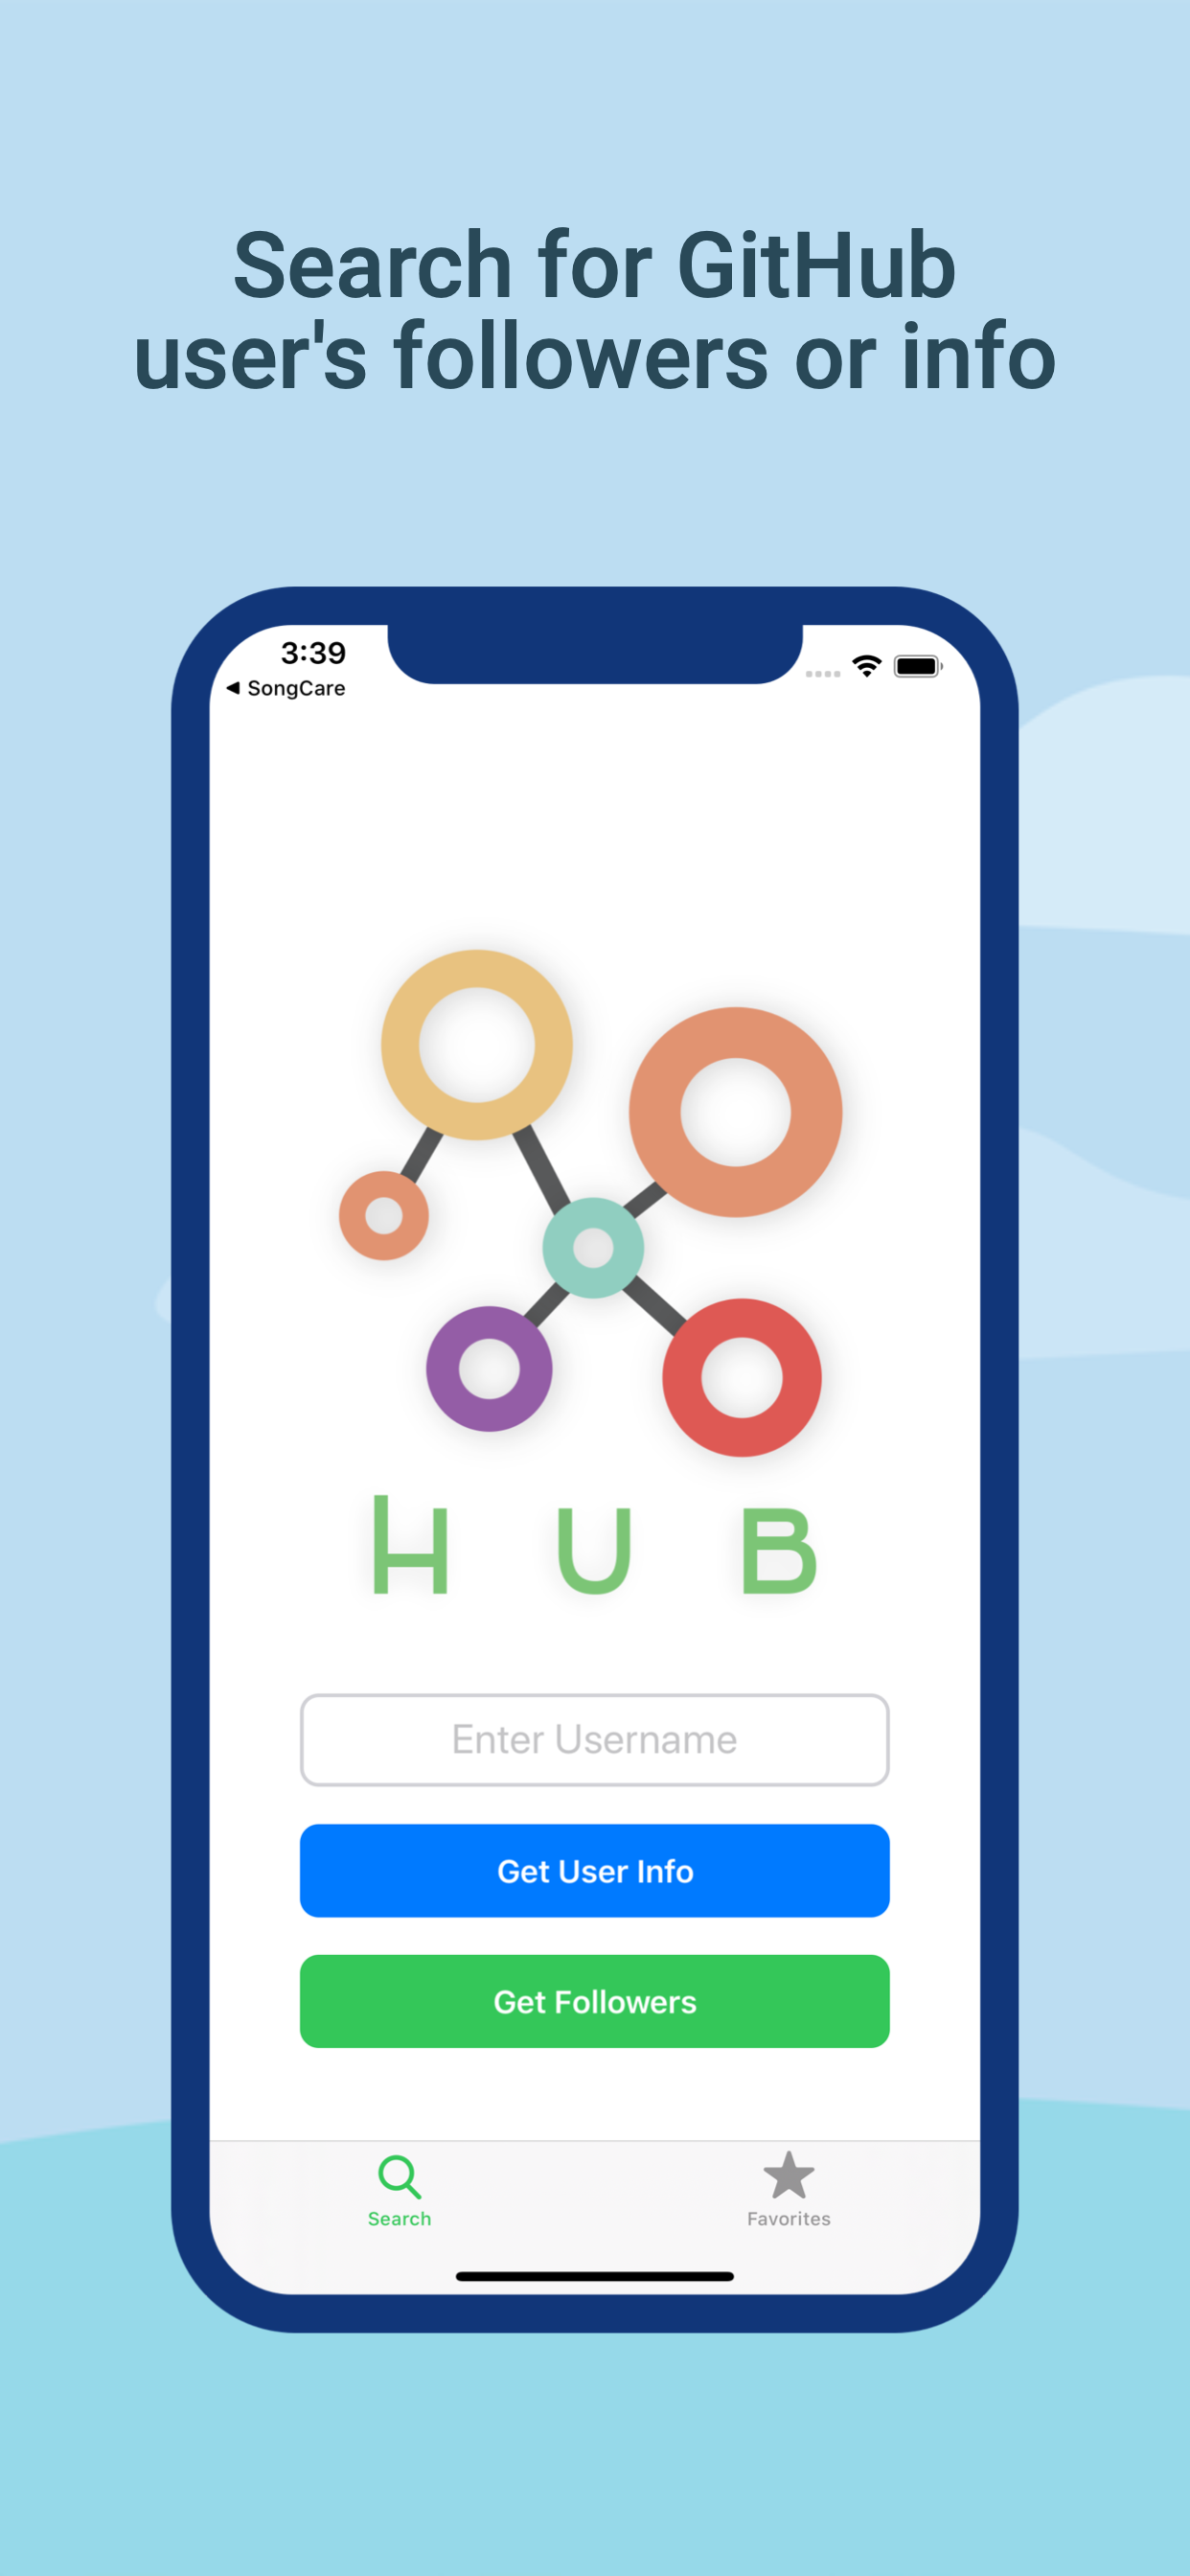 Search for GitHub
user's followers or info
3:39
SongCare
HUB
Enter Username
Get User Info
Get Followers
Search
Favorites